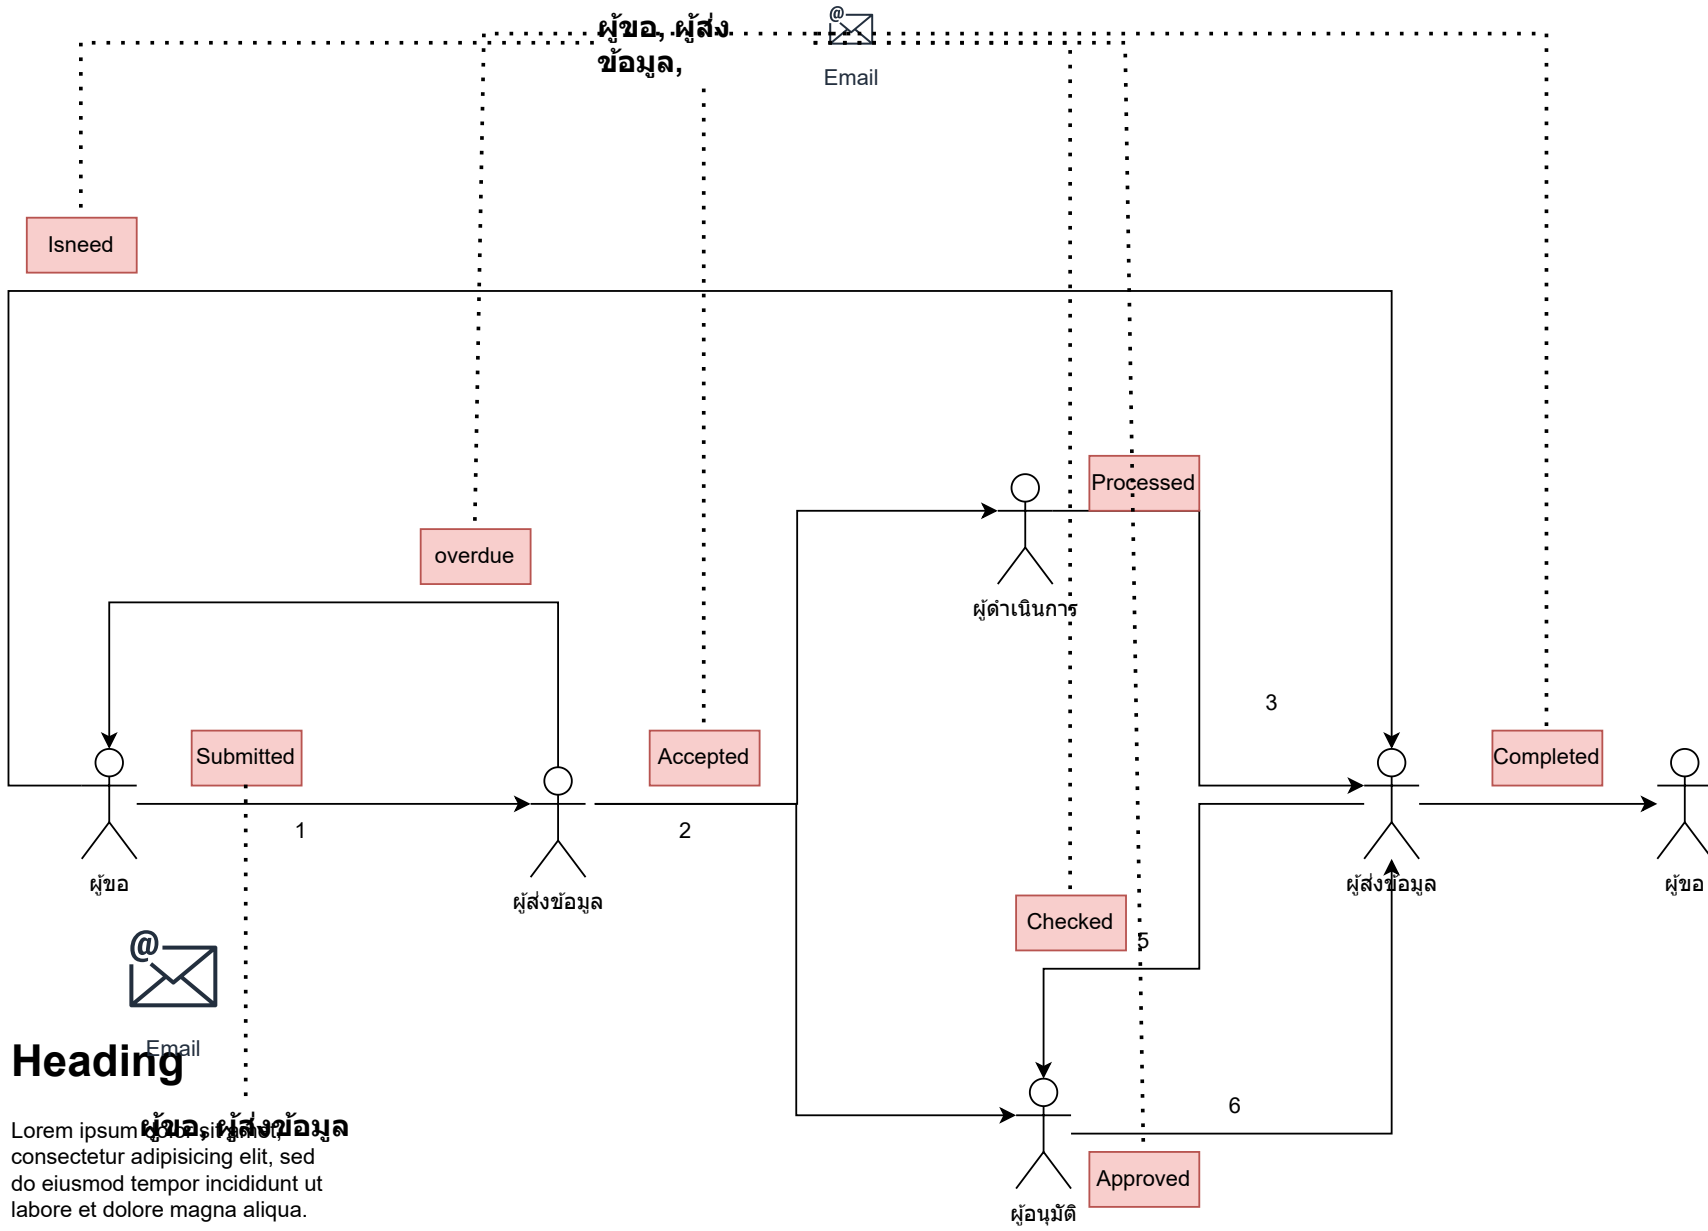 ผู้ขอ, ผู้ส่ง
ข้อมูล,
Email
Isneed
Processed
overdue
ผู้ดำเนินการ
3
Submitted
Accepted
Completed
1
2
ผู้ขอ
ผู้ส่งข้อมูล
ผู้ส่งข้อมูล
ผู้ขอ
Checked
5
Email
Heading
6
ผู้ขอ, ผู้ส่งข้อมูล
Lorem ipsum dolor sit amet,
consectetur adipisicing elit, sed
do eiusmod tempor incididunt ut
labore et dolore magna aliqua.
Approved
ผู้อนุมัติ